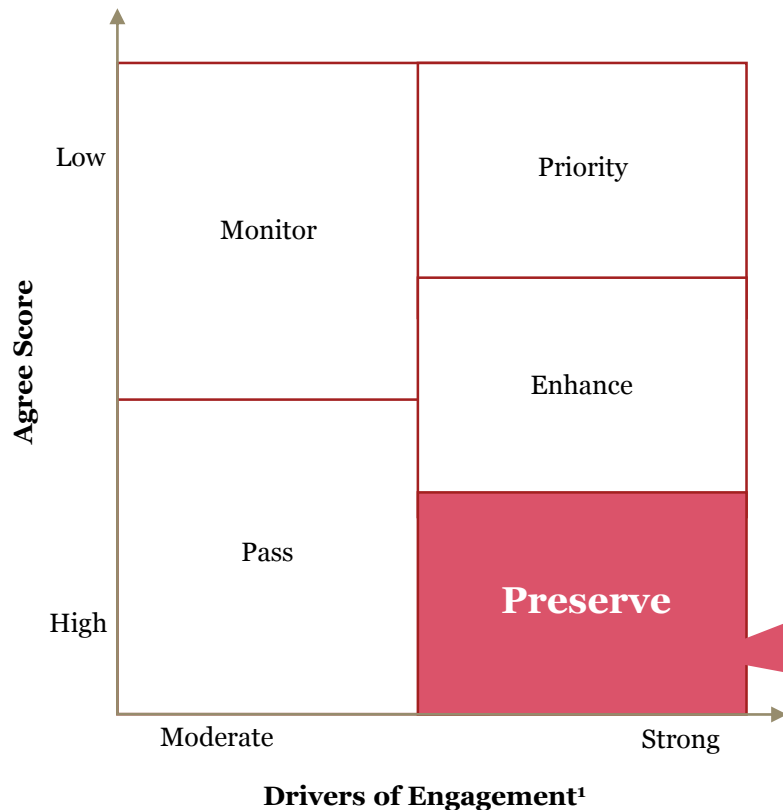 Low
Priority
Monitor
Agree Score
Enhance
Pass
Preserve
High
Moderate
Strong
Drivers of Engagement¹